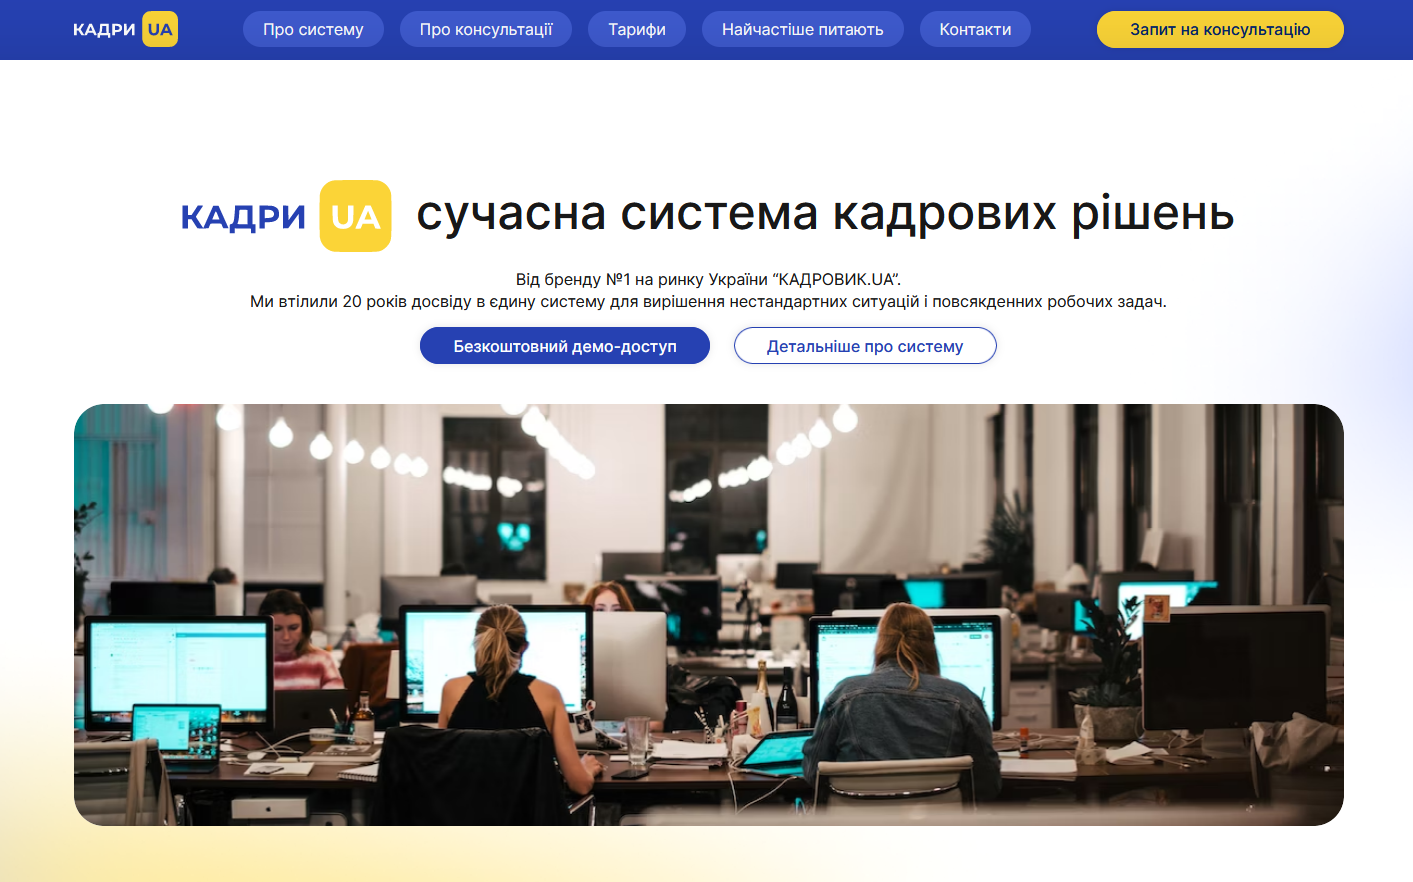 КАДРИ UA
Про систему
Про консультації
Тарифи
Найчастіше питають
Контакти
Запит на консультацію
КАДРИ UA сучасна система кадрових рішень
Від бренду №1 на ринку України “КАДРОВИК.UA”.
Ми втілили 20 років досвіду в єдину систему для вирішення нестандартних ситуацій і повсякденних робочих задач.
Безкоштовний демо-доступ
Детальніше про систему